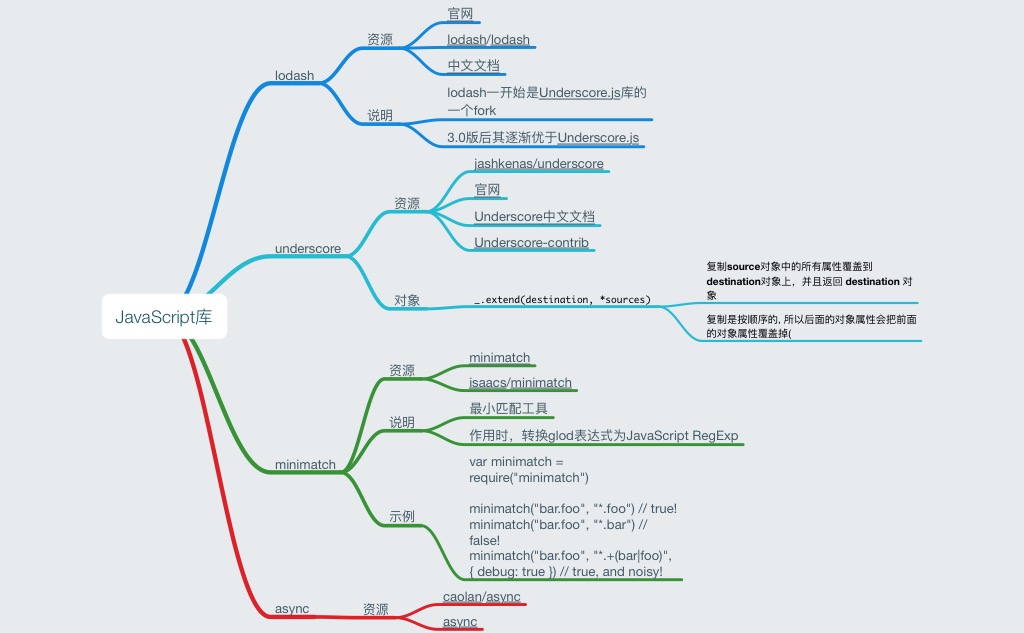 JavaScript库
lodash
资源
官网
lodash/lodash
中文文档
说明
lodash一开始是Underscore.js库的
一个fork
3.0版后其逐渐优于Underscore.js
underscore
资源
jashkenas/underscore
官网
Underscore中文文档
Underscore-contrib
对象
_.extend(destination, *sources)
复制source对象中的所有属性覆盖到
destination对象上，并且返回 destination 对
象
复制是按顺序的, 所以后面的对象属性会把前面
的对象属性覆盖掉(
minimatch
资源
minimatch
isaacs/minimatch
说明
最小匹配工具
作用时，转换glod表达式为JavaScript RegExp
示例
var minimatch =
require("minimatch")
minimatch("bar.foo", "*.foo") // true!
minimatch("bar.foo", "*.bar") //
false!
minimatch("bar.foo", "*.+(bar|foo)",
{ debug: true }) // true, and noisy!
async
资源
caolan/async
async